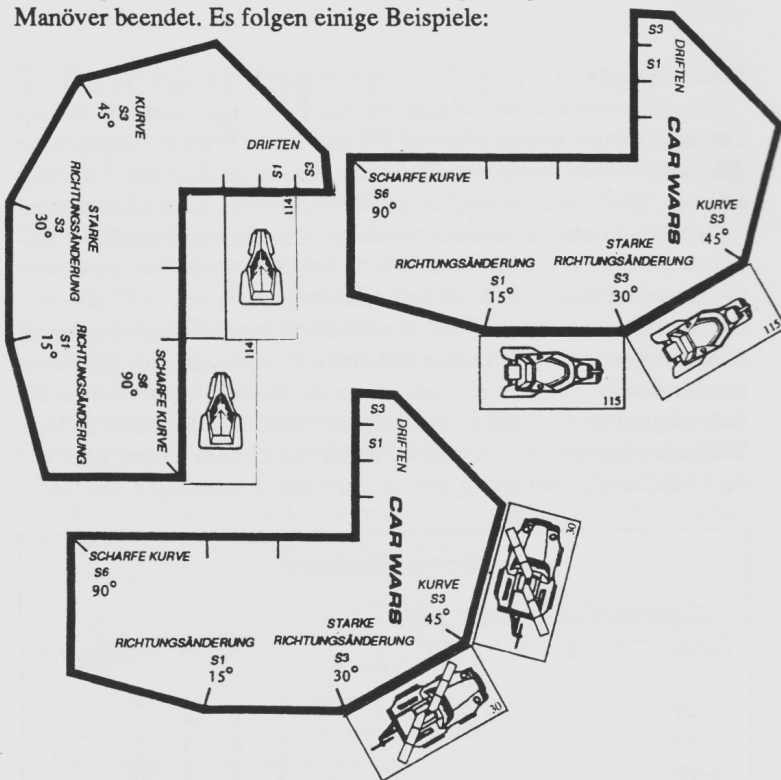 Manöver beendet. Es folgen einige Beispiele:
KURVE
S3
45°
STARKE
RICHTUNGSÄNDERUNG
S3
30°
RICHTUNGSÄNDERUNG
S1
15°
SCHARFE KURVE
S6
90°
DRIFTEN
S1
S3
114
114
S3
S1
DRIFTEN
CAR WARS
SCHARFE KURVE
S6
90°
KURVE
S3
45°
RICHTUNGSÄNDERUNG
S1
15°
STARKE
RICHTUNGSÄNDERUNG
S3
30°
115
115
S3
S1
DRIFTEN
CAR WARS
SCHARFE KURVE
S6
90°
KURVE
S3
45°
RICHTUNGSÄNDERUNG
S1
15°
STARKE
RICHTUNGSÄNDERUNG
S3
30°
30
30